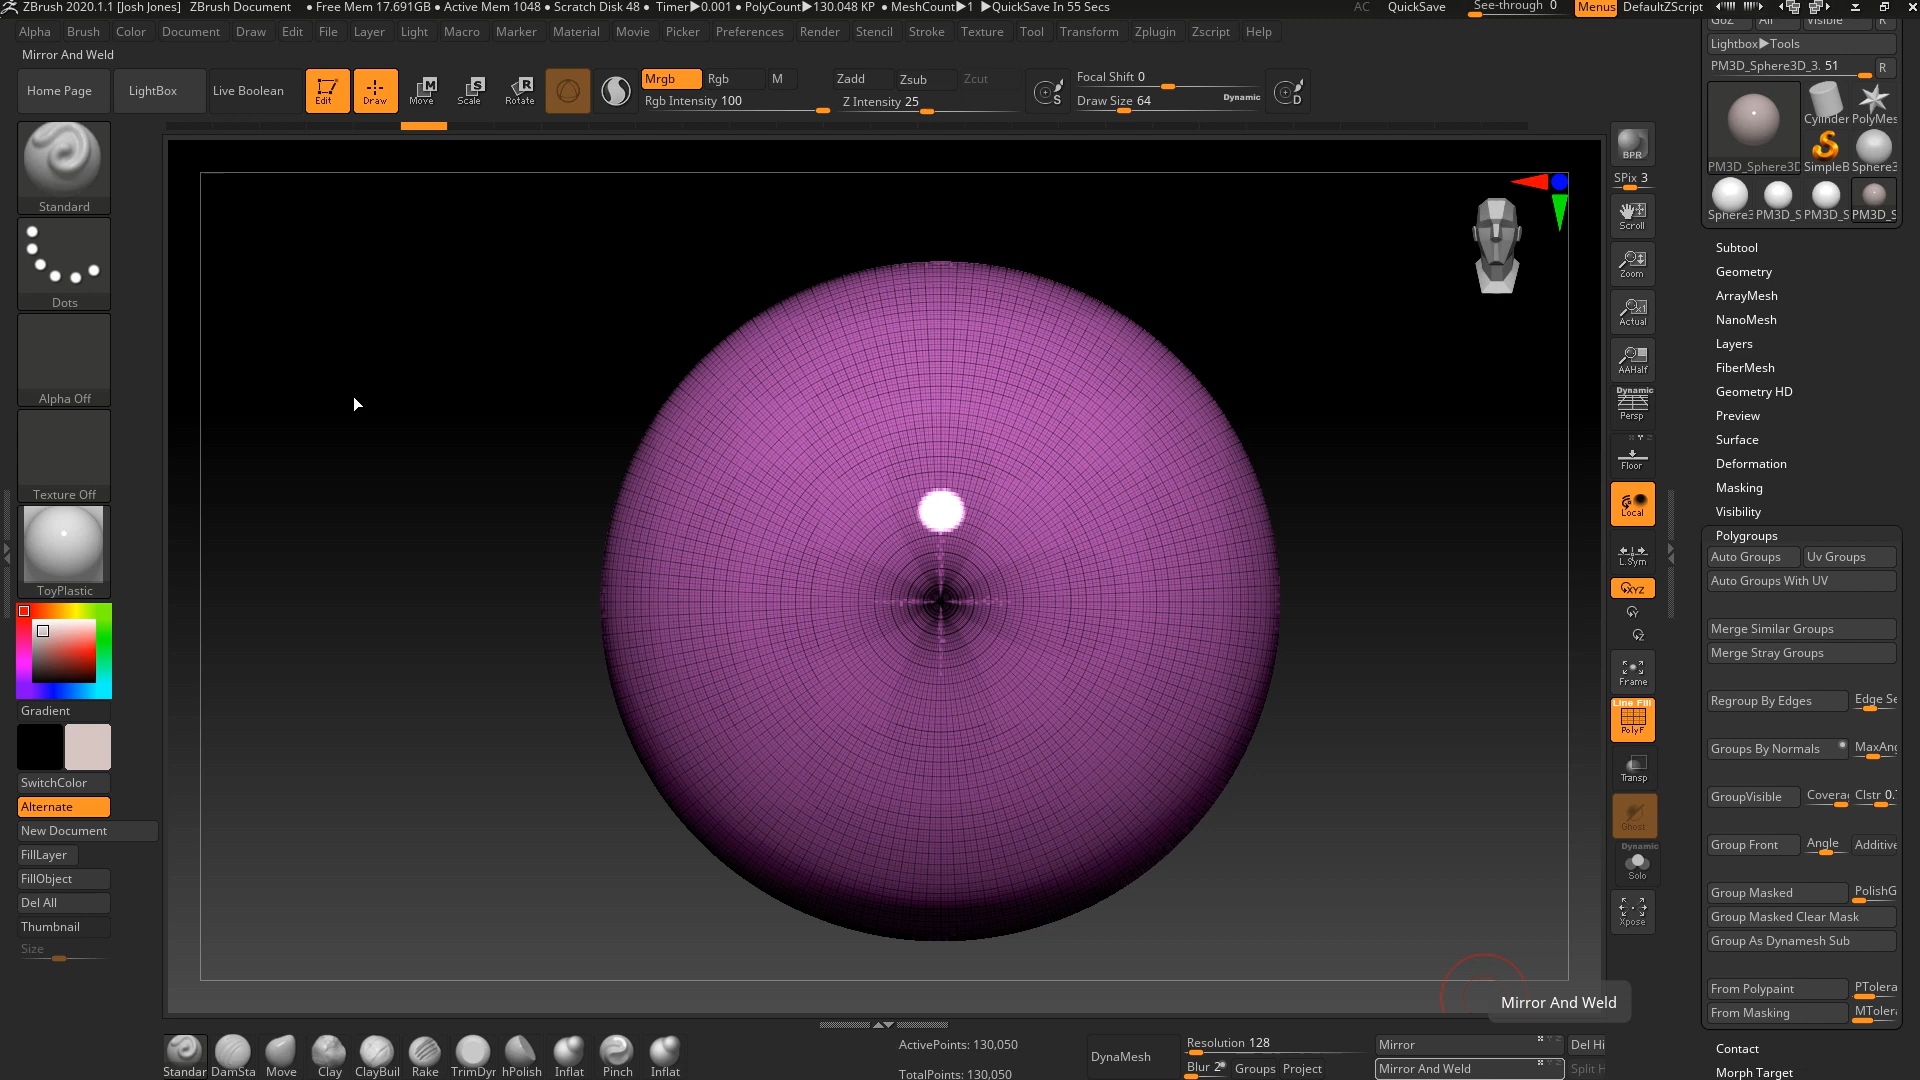 ZBrush 2020.1.1 [Josh Jones] ZBrush Document • Free Mem 17.691GB • Active Mem 1048 • Scratch Disk 48 • Timer▶0.001 • PolyCount▶130.048 KP • MeshCount▶1 ▶QuickSave In 55 Secs AC QuickSave See-through 0 Menus DefaultZScript
Alpha Brush Color Document Draw Edit File Layer Light Macro Marker Material Movie Picker Preferences Render Stencil Stroke Texture Tool Transform Zplugin Zscript Help
Mirror And Weld
Home Page LightBox Live Boolean Edit Draw Move Scale Rotate
Mrgb Rgb M Zadd Zsub Zcut Focal Shift 0
Rgb Intensity 100 Z Intensity 25 Draw Size 64 Dynamic
S D
Standard
Dots
Alpha Off
Texture Off
ToyPlastic
Gradient
SwitchColor
Alternate
New Document
FillLayer
FillObject
Del All
Thumbnail
Size
BPR
SPix 3
Scroll
Zoom
Actual
AAHalf
Dynamic
Persp
Floor
Local
L.Sym
XYZ
Y
Z
Frame
Line Fill
PolyF
Transp
Ghost
Dynamic
Solo
Xpose
GoZ All Visible R
Lightbox▶Tools
PM3D_Sphere3D_3. 51 R
Cylinder PolyMes
PM3D_Sphere3D SimpleB Sphere3
Sphere3 PM3D_S PM3D_S PM3D_S
Subtool
Geometry
ArrayMesh
NanoMesh
Layers
FiberMesh
Geometry HD
Preview
Surface
Deformation
Masking
Visibility
Polygroups
Auto Groups Uv Groups
Auto Groups With UV
Merge Similar Groups
Merge Stray Groups
Regroup By Edges Edge Se
Groups By Normals MaxAng
GroupVisible Covera Clstr 0.
Group Front Angle Additive
Group Masked PolishG
Group Masked Clear Mask
Group As Dynamesh Sub
From Polypaint PTolera
From Masking MToler
Contact
Morph Target
Mirror And Weld
Standar DamSta Move Clay ClayBuil Rake TrimDyn hPolish Inflat Pinch Inflat
ActivePoints: 130,050
TotalPoints: 130,050
DynaMesh
Resolution 128
Blur 2 Groups Project
Mirror Del Hi
Mirror And Weld Split H